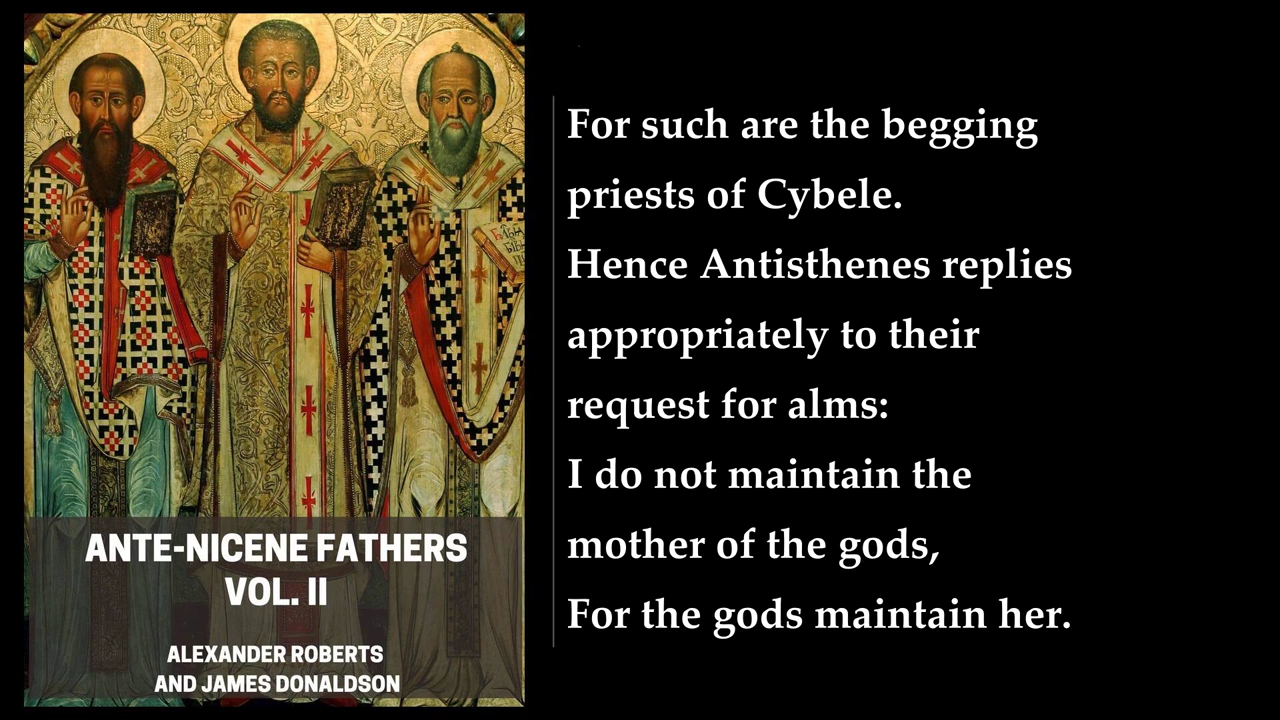 ANTE-NICENE FATHERS
VOL. II
ALEXANDER ROBERTS
AND JAMES DONALDSON
For such are the begging
priests of Cybele.
Hence Antisthenes replies
appropriately to their
request for alms:
I do not maintain the
mother of the gods,
For the gods maintain her.